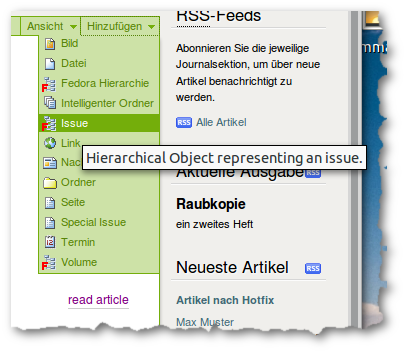 Ansicht Hinzufügen
Bild
Datei
Fedora Hierarchie
Intelligenter Ordner
Issue
Link
Hierarchical Object representing an issue.
Ordner
Seite
Special Issue
Termin
Volume
read article
RSS-Feeds
Abonnieren Sie die jeweilige
Journalsektion, um über neue
Artikel benachrichtigt zu
werden.
RSS Alle Artikel
Aktuelle Ausgabe RSS
Raubkopie
ein zweites Heft
Neueste Artikel RSS
Artikel nach Hotfix
Max Muster